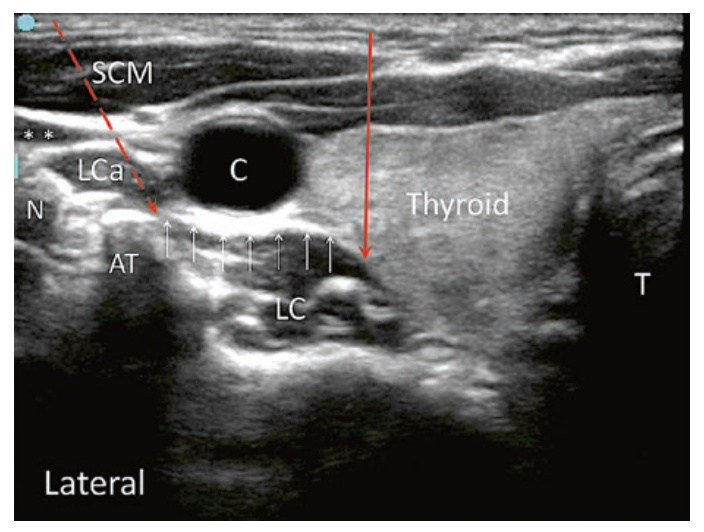 SCM
* *
LCa
C
N
Thyroid
AT
T
LC
Lateral